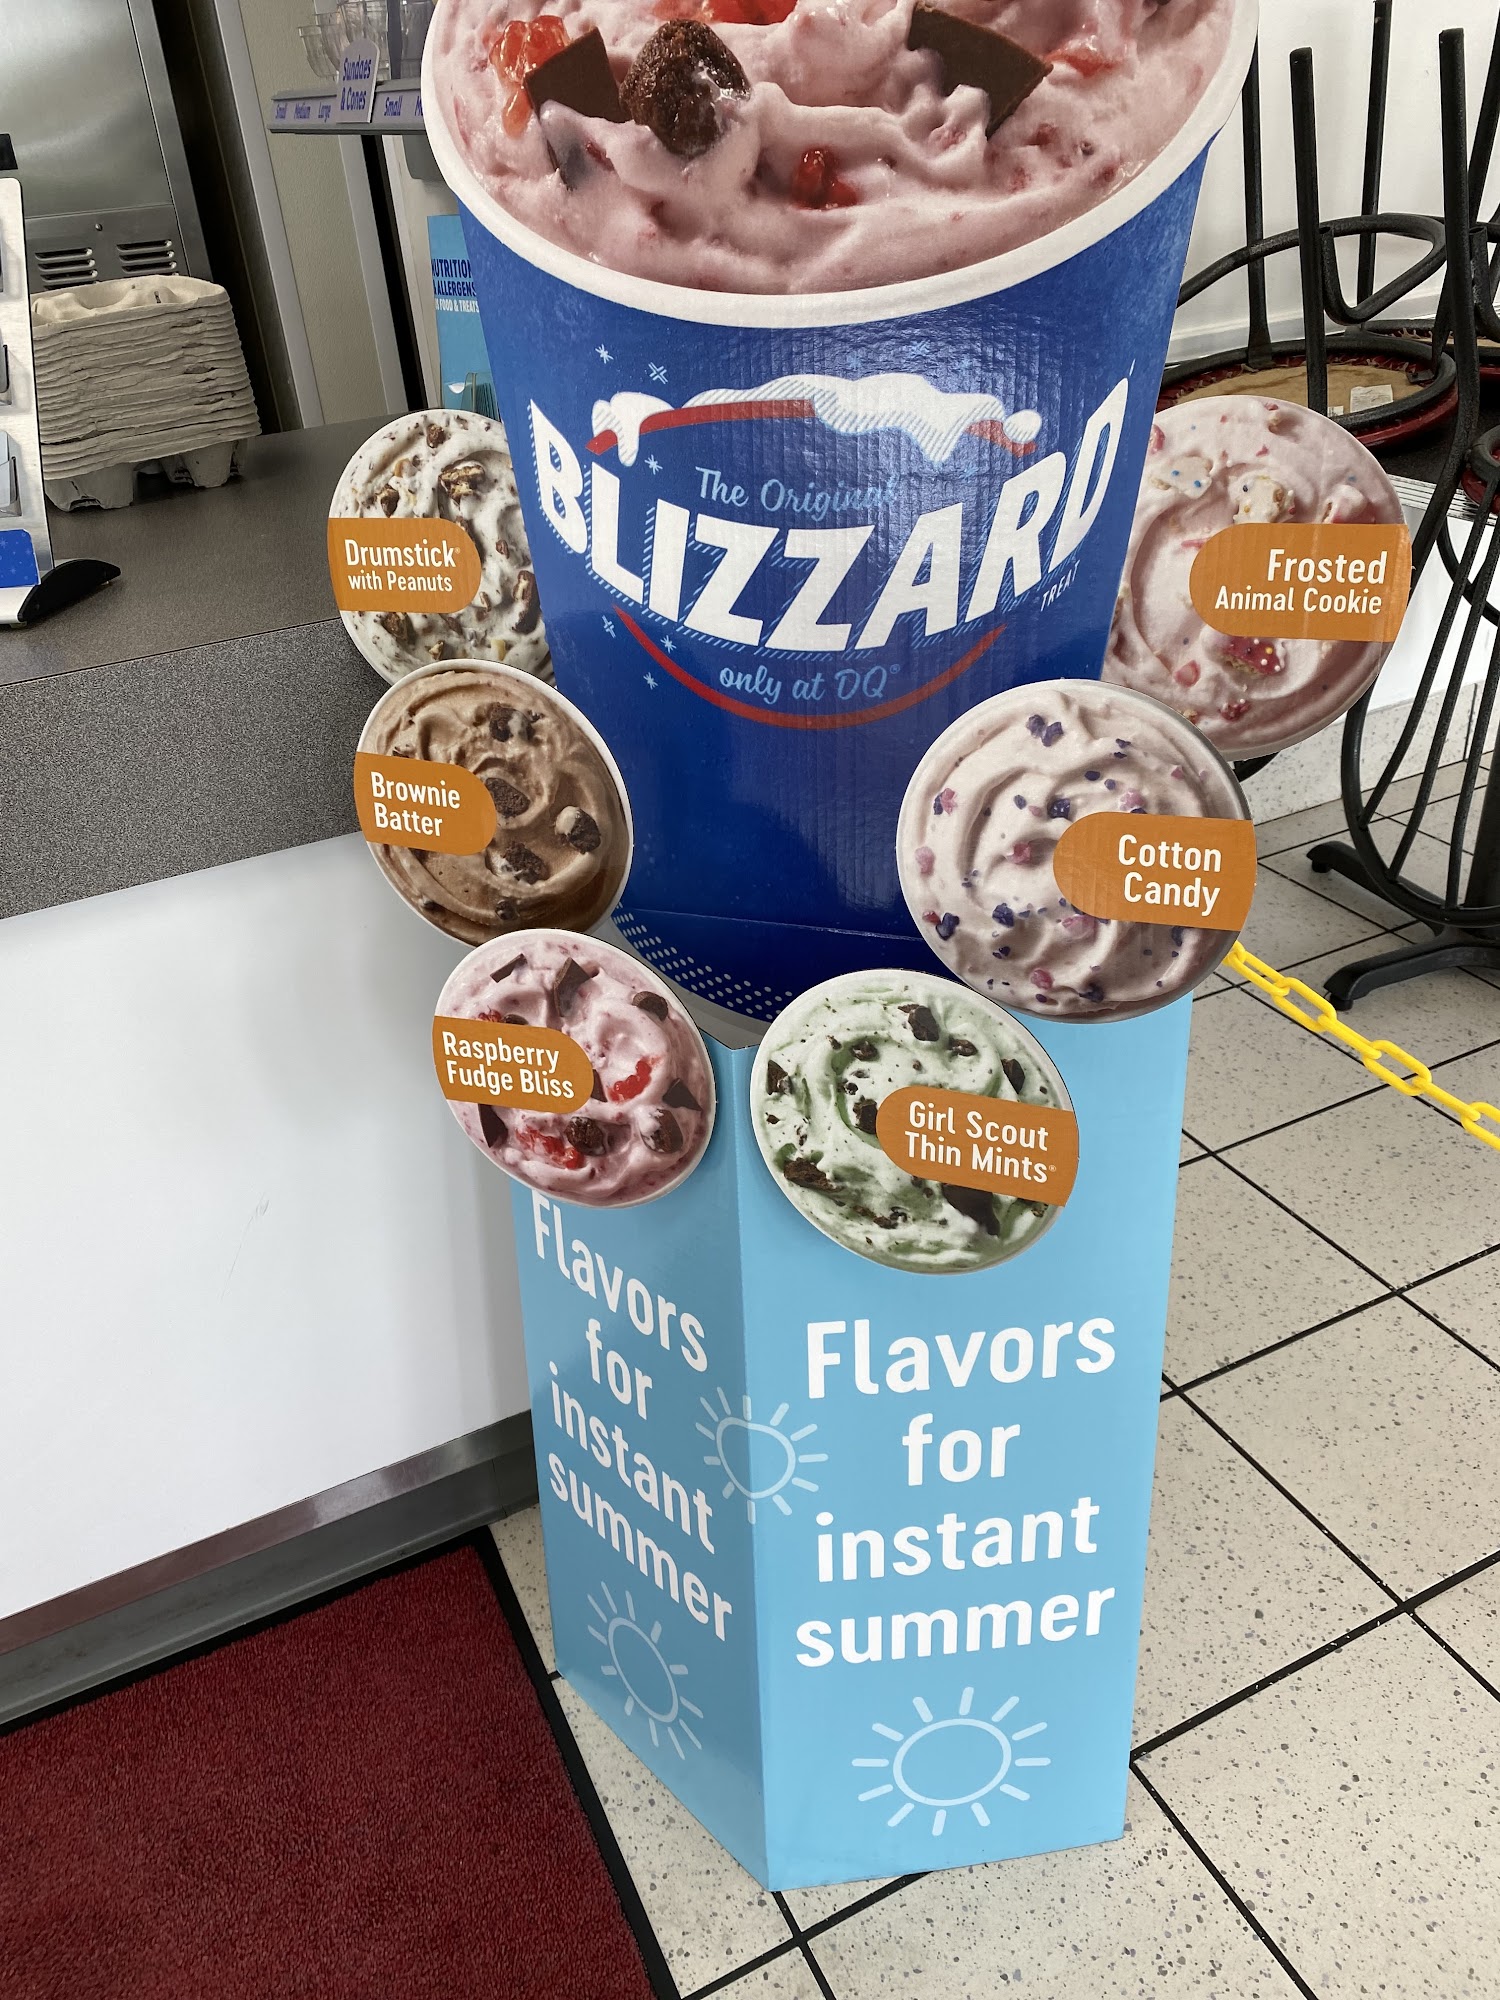 Sundaes
& Cones
Small Medium Large Small
NUTRITION
& ALLERGENS
FOOD & TREATS
The Original
BLIZZARD
TREAT
only at DQ®
Drumstick®
with Peanuts
Frosted
Animal Cookie
Brownie
Batter
Cotton
Candy
Raspberry
Fudge Bliss
Girl Scout
Thin Mints®
Flavors
for
instant
summer
Flavors
for
instant
summer